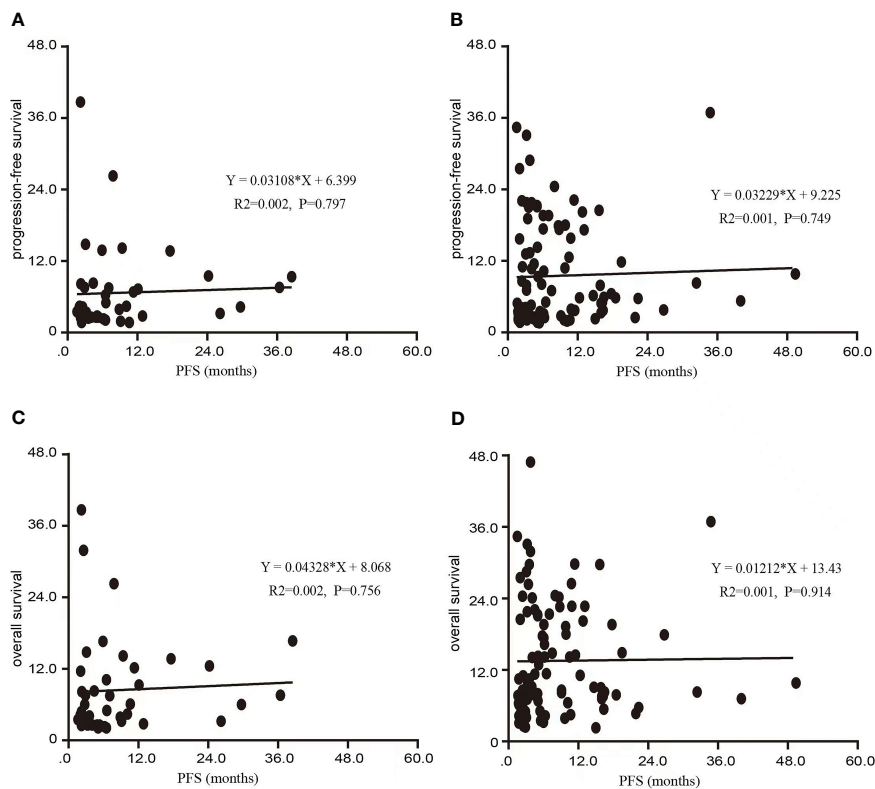 A
48.0
36.0
24.0
12.0
0
progression-free survival
Y = 0.03108*X + 6.399
R2=0.002, P=0.797
.0 12.0 24.0 36.0 48.0 60.0
PFS (months)
B
48.0
36.0
24.0
12.0
0
progression-free survival
Y = 0.03229*X + 9.225
R2=0.001, P=0.749
.0 12.0 24.0 36.0 48.0 60.0
PFS (months)
C
48.0
36.0
24.0
12.0
0
overall survival
Y = 0.04328*X + 8.068
R2=0.002, P=0.756
.0 12.0 24.0 36.0 48.0 60.0
PFS (months)
D
48.0
36.0
24.0
12.0
0
overall survival
Y = 0.01212*X + 13.43
R2=0.001, P=0.914
.0 12.0 24.0 36.0 48.0 60.0
PFS (months)